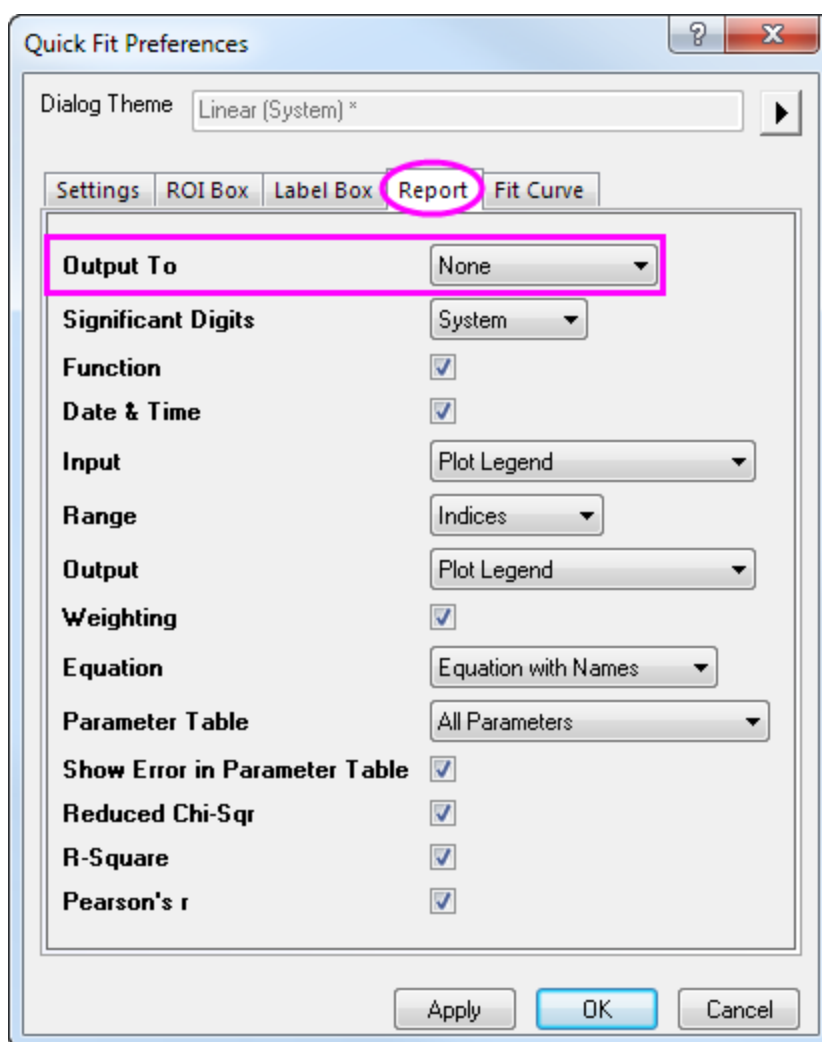 Quick Fit Preferences
Dialog Theme Linear (System) *
Settings ROI Box Label Box Report Fit Curve
Output To None
Significant Digits System
Function
Date & Time
Input Plot Legend
Range Indices
Output Plot Legend
Weighting
Equation Equation with Names
Parameter Table All Parameters
Show Error in Parameter Table
Reduced Chi-Sqr
R-Square
Pearson's r
Apply OK Cancel